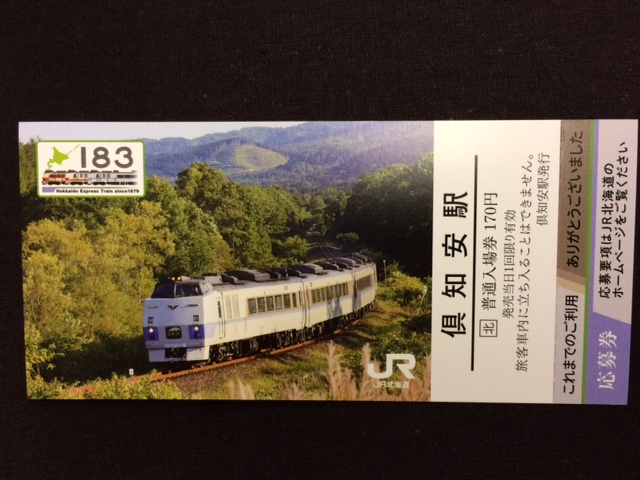 183
Hokkaido Express Train since1979
JR
JR北海道
倶知安駅
北 普通入場券 170円
発売当日1回限り有効
旅客車内に立ち入ることはできません。
倶知安駅発行
これまでのご利用
ありがとうございました
応募券
応募要項はJR北海道の
ホームページをご覧ください